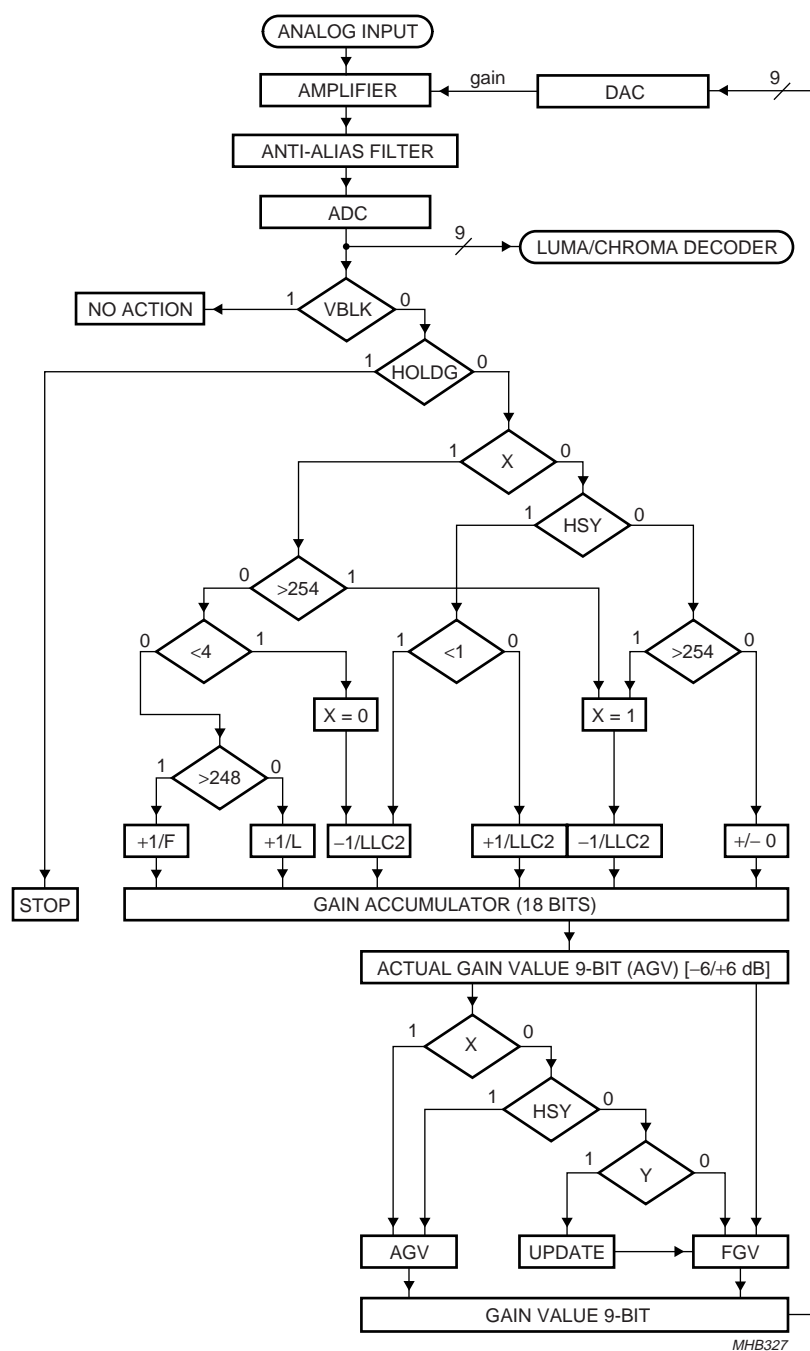 ANALOG INPUT
gain
9
AMPLIFIER
DAC
ANTI-ALIAS FILTER
ADC
9
LUMA/CHROMA DECODER
NO ACTION
1
VBLK
0
1
HOLDG
0
1
X
0
1
HSY
0
0
>254
1
0
<4
1
1
<1
0
1
>254
0
X = 0
X = 1
1
>248
0
+1/F
+1/L
−1/LLC2
+1/LLC2
−1/LLC2
+/− 0
STOP
GAIN ACCUMULATOR (18 BITS)
ACTUAL GAIN VALUE 9-BIT (AGV) [−6/+6 dB]
1
X
0
1
HSY
0
1
Y
0
AGV
UPDATE
FGV
GAIN VALUE 9-BIT
MHB327